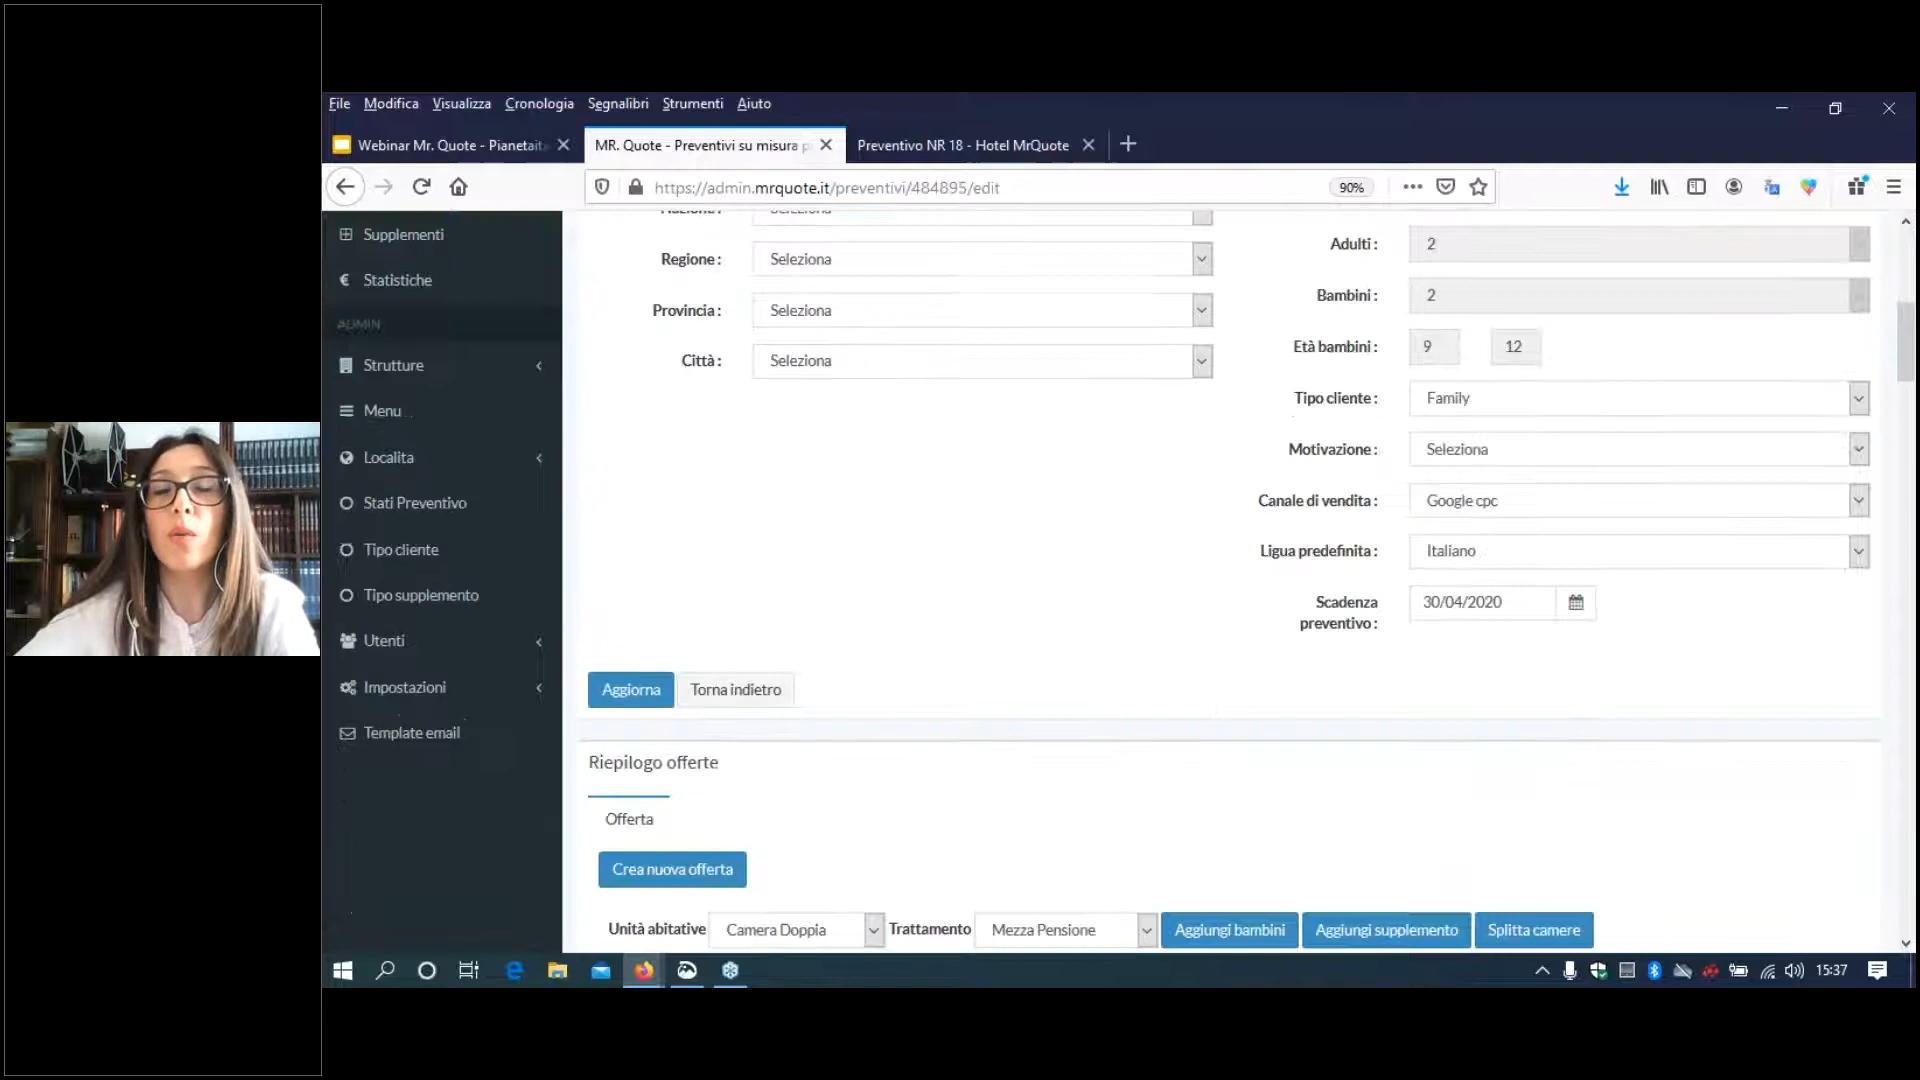 File Modifica Visualizza Cronologia Segnalibri Strumenti Aiuto
Webinar Mr. Quote - Pianetait
MR. Quote - Preventivi su misura p
Preventivo NR 18 - Hotel MrQuote
https://admin.mrquote.it/preventivi/484895/edit
90%
Supplementi
Statistiche
ADMIN
Strutture
Menu
Localita
Stati Preventivo
Tipo cliente
Tipo supplemento
Utenti
Impostazioni
Template email
Nazione : Seleziona
Regione : Seleziona
Provincia : Seleziona
Città : Seleziona
Adulti : 2
Bambini : 2
Età bambini : 9 12
Tipo cliente : Family
Motivazione : Seleziona
Canale di vendita : Google cpc
Ligua predefinita : Italiano
Scadenza preventivo : 30/04/2020
Aggiorna Torna indietro
Riepilogo offerte
Offerta
Crea nuova offerta
Unità abitative Camera Doppia Trattamento Mezza Pensione Aggiungi bambini Aggiungi supplemento Splitta camere
15:37